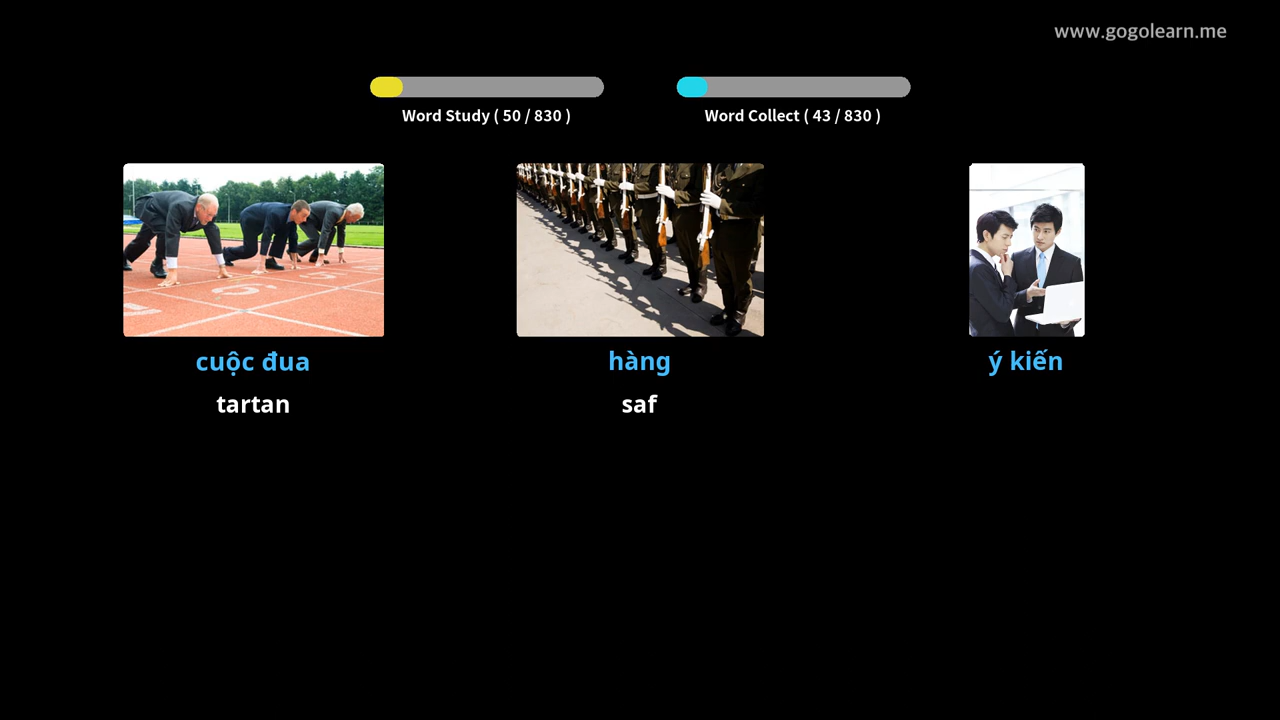 www.gogolearn.me
Word Study ( 50 / 830 )
Word Collect ( 43 / 830 )
cuộc đua
hàng
ý kiến
tartan
saf